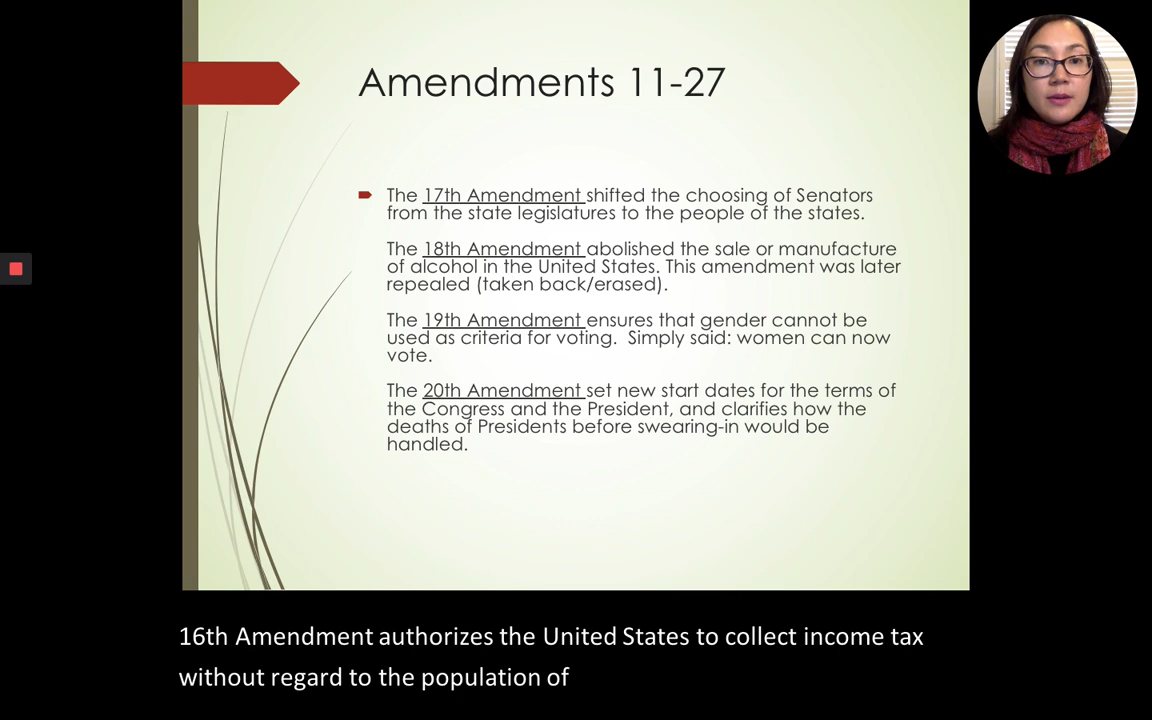 Amendments 11-27
The 17th Amendment shifted the choosing of Senators
from the state legislatures to the people of the states.
The 18th Amendment abolished the sale or manufacture
of alcohol in the United States. This amendment was later
repealed (taken back/erased).
The 19th Amendment ensures that gender cannot be
used as criteria for voting.  Simply said: women can now
vote.
The 20th Amendment set new start dates for the terms of
the Congress and the President, and clarifies how the
deaths of Presidents before swearing-in would be
handled.
16th Amendment authorizes the United States to collect income tax
without regard to the population of